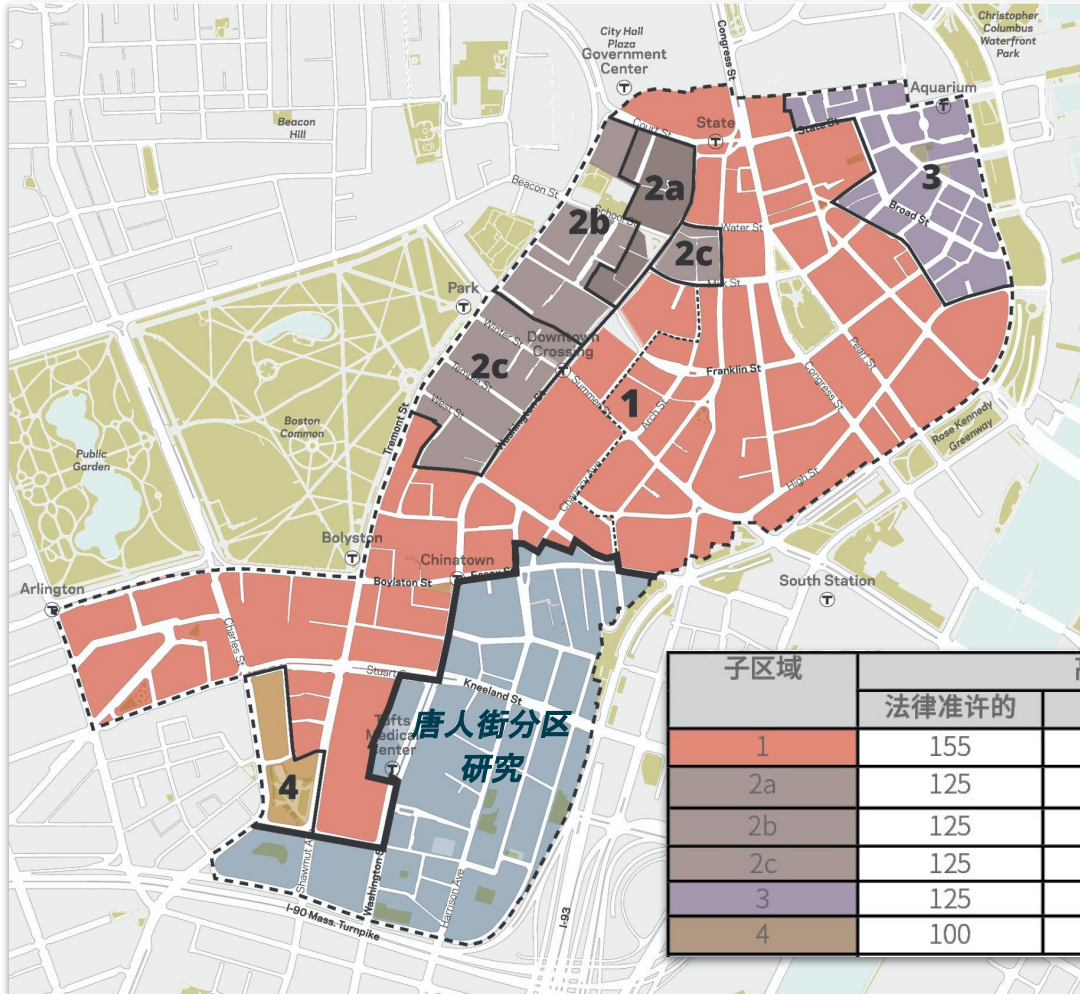 Christopher
Columbus
Waterfront
Park
City Hall
Plaza
Government
Center
Congress St
Aquarium
Beacon
Hill
Court St
State
State St
3
Beacon St
2a
School St
2b
Broad St
Water St
2c
Milk St
Park
Winter St
Downtown
Crossing
2c
Temple St
Franklin St
Pearl St
Congress St
Summer St
West St
1
Arch St
Tremont St
Washington St
Boston
Common
Public
Garden
Rose Kennedy
Greenway
High St
Chauncy Ave
Bolyston
Chinatown
Essex St
Boylston St
South Station
Arlington
Charles St
Stuart
Kneeland St
Tufts
Medical
Center
唐人街分区
研究
4
Shawmut A
Washington S
Harrison Ave
I-93
I-90 Mass. Turnpike
子区域
法律准许的
1 155
2a 125
2b 125
2c 125
3 125
4 100